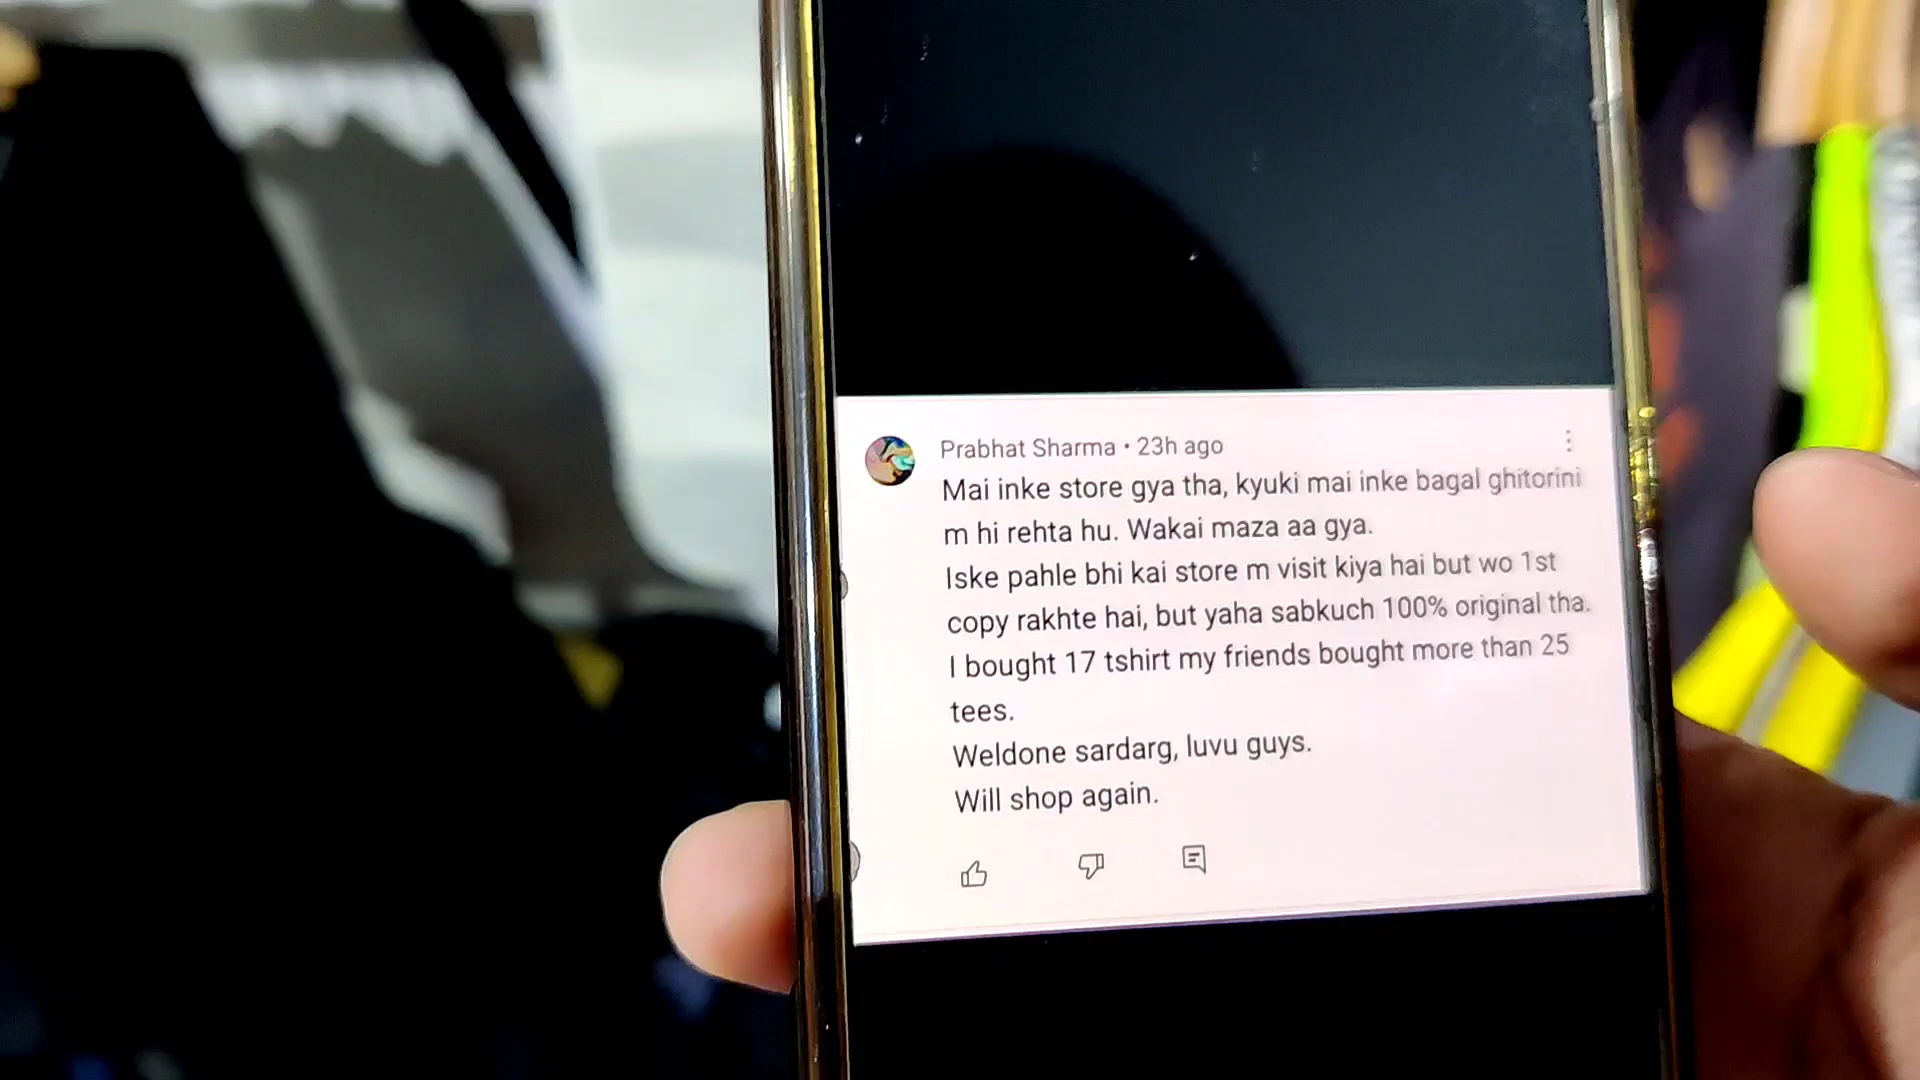 Prabhat Sharma • 23h ago
Mai inke store gya tha, kyuki mai inke bagal ghitorini
m hi rehta hu. Wakai maza aa gya.
Iske pahle bhi kai store m visit kiya hai but wo 1st
copy rakhte hai, but yaha sabkuch 100% original tha.
I bought 17 tshirt my friends bought more than 25
tees.
Weldone sardarg, luvu guys.
Will shop again.